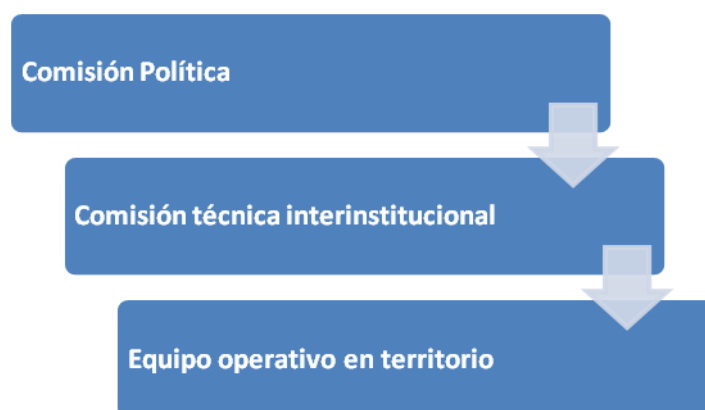 Comisión Política
Comisión técnica interinstitucional
Equipo operativo en territorio